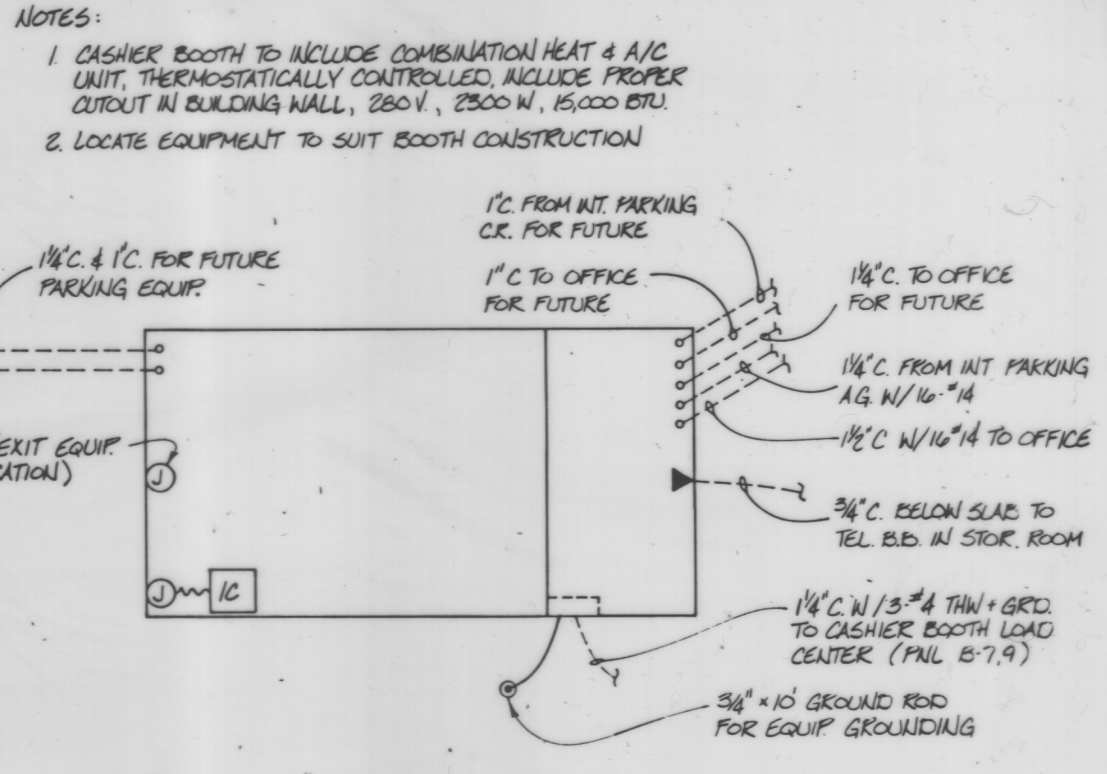 NOTES:
1. CASHIER BOOTH TO INCLUDE COMBINATION HEAT & A/C
UNIT, THERMOSTATICALLY CONTROLLED, INCLUDE PROPER
CUTOUT IN BUILDING WALL, 280V., 2300 W, 15,000 BTU.
2. LOCATE EQUIPMENT TO SUIT BOOTH CONSTRUCTION
1"C. FROM INT. PARKING
C.R. FOR FUTURE
1¼"C. & 1"C. FOR FUTURE
PARKING EQUIP.
1"C TO OFFICE
FOR FUTURE
1¼"C. TO OFFICE
FOR FUTURE
1¼"C. FROM INT PARKING
A.G. W/16-#14
1½"C W/16#14 TO OFFICE
EXIT EQUIP.
CATION)
J
¾"C. BELOW SLAB TO
TEL. B.B. IN STOR. ROOM
J
IC
1¼"C. W/3-#4 THW + GRD.
TO CASHIER BOOTH LOAD
CENTER (PNL B-7,9)
3/4" x 10' GROUND ROD
FOR EQUIP. GROUNDING